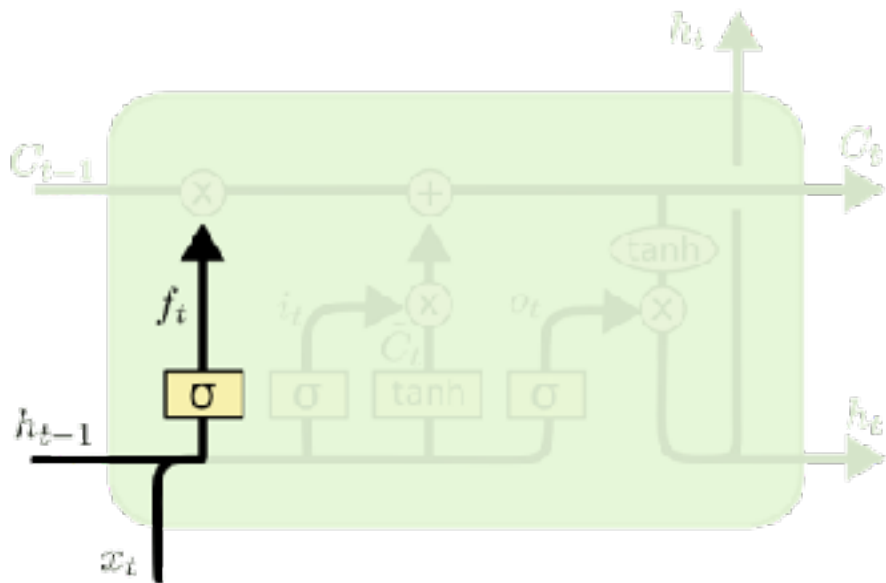 h_t
C_{t-1}
C_t
×
+
tanh
f_t
i_t
×
o_t
×
C̃_t
σ
σ
tanh
σ
h_{t-1}
h_t
x_t